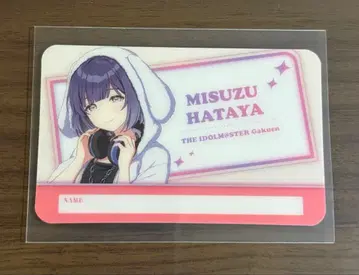 MISUZU
HATAYA
THE IDOLM@STER Gakuen
NAME